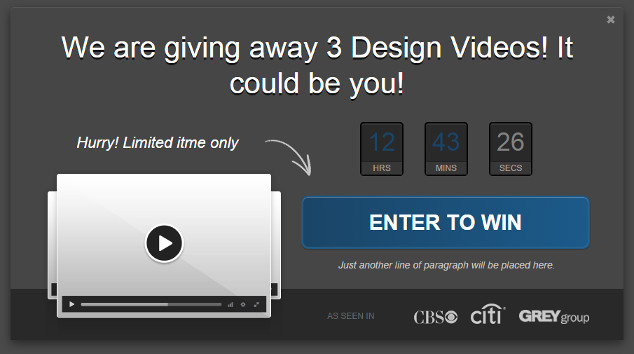 We are giving away 3 Design Videos! It
could be you!
Hurry! Limited itme only
12 43 26
HRS MINS SECS
ENTER TO WIN
Just another line of paragraph will be placed here.
AS SEEN IN CBS citi GREYgroup